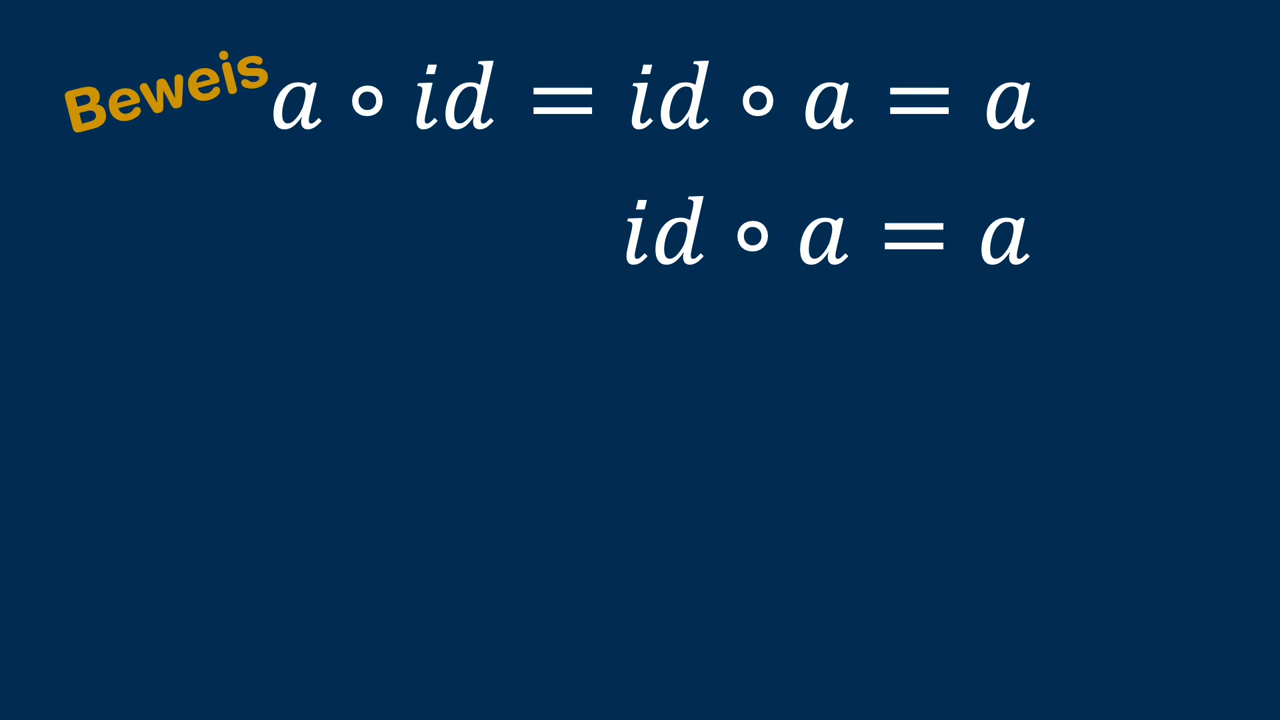 Beweis
a ∘ id = id ∘ a = a
id ∘ a = a